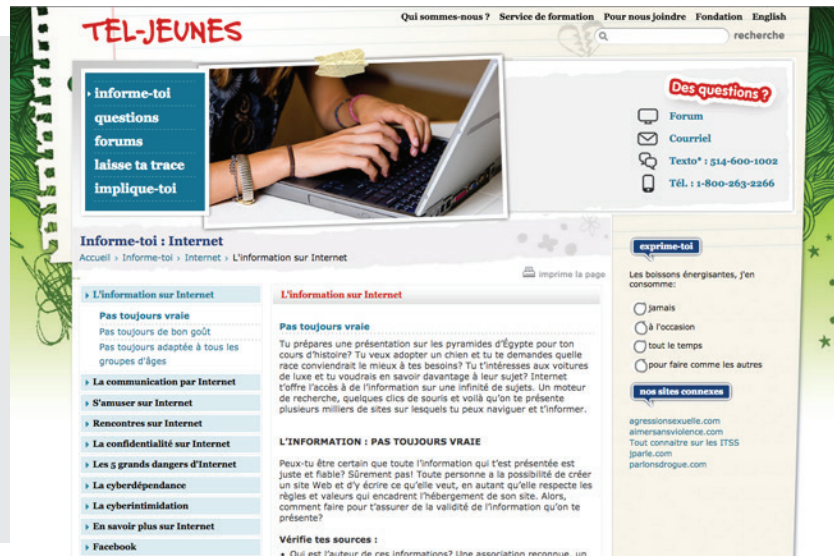 TEL-JEUNES
Qui sommes-nous ? Service de formation Pour nous joindre Fondation English
recherche
informe-toi
questions
forums
laisse ta trace
implique-toi
Des questions ?
Forum
Courriel
Texto* : 514-600-1002
Tél. : 1-800-263-2266
Informe-toi : Internet
Accueil › Informe-toi › Internet › L'information sur Internet
imprime la page
L'information sur Internet
Pas toujours vraie
Pas toujours de bon goût
Pas toujours adaptée à tous les
groupes d'âges
La communication par Internet
S'amuser sur Internet
Rencontres sur Internet
La confidentialité sur Internet
Les 5 grands dangers d'Internet
La cyberdépendance
La cyberintimidation
En savoir plus sur Internet
Facebook
L'information sur Internet
Pas toujours vraie
Tu prépares une présentation sur les pyramides d'Égypte pour ton
cours d'histoire? Tu veux adopter un chien et tu te demandes quelle
race conviendrait le mieux à tes besoins? Tu t'intéresses aux voitures
de luxe et tu voudrais en savoir davantage à leur sujet? Internet
t'offre l'accès à de l'information sur une infinité de sujets. Un moteur
de recherche, quelques clics de souris et voilà qu'on te présente
plusieurs milliers de sites sur lesquels tu peux naviguer et t'informer.
L'INFORMATION : PAS TOUJOURS VRAIE
Peux-tu être certain que toute l'information qui t'est présentée est
juste et fiable? Sûrement pas! Toute personne a la possibilité de créer
un site Web et d'y écrire ce qu'elle veut, en autant qu'elle respecte les
règles et valeurs qui encadrent l'hébergement de son site. Alors,
comment faire pour t'assurer de la validité de l'information qu'on te
présente?
Vérifie tes sources :
• Qui est l'auteur de ces informations? Une association reconnue, un
exprime-toi
Les boissons énergisantes, j'en
consomme:
jamais
à l'occasion
tout le temps
pour faire comme les autres
nos sites connexes
agressionsexuelle.com
aimersansviolence.com
Tout connaitre sur les ITSS
jparle.com
parlonsdrogue.com